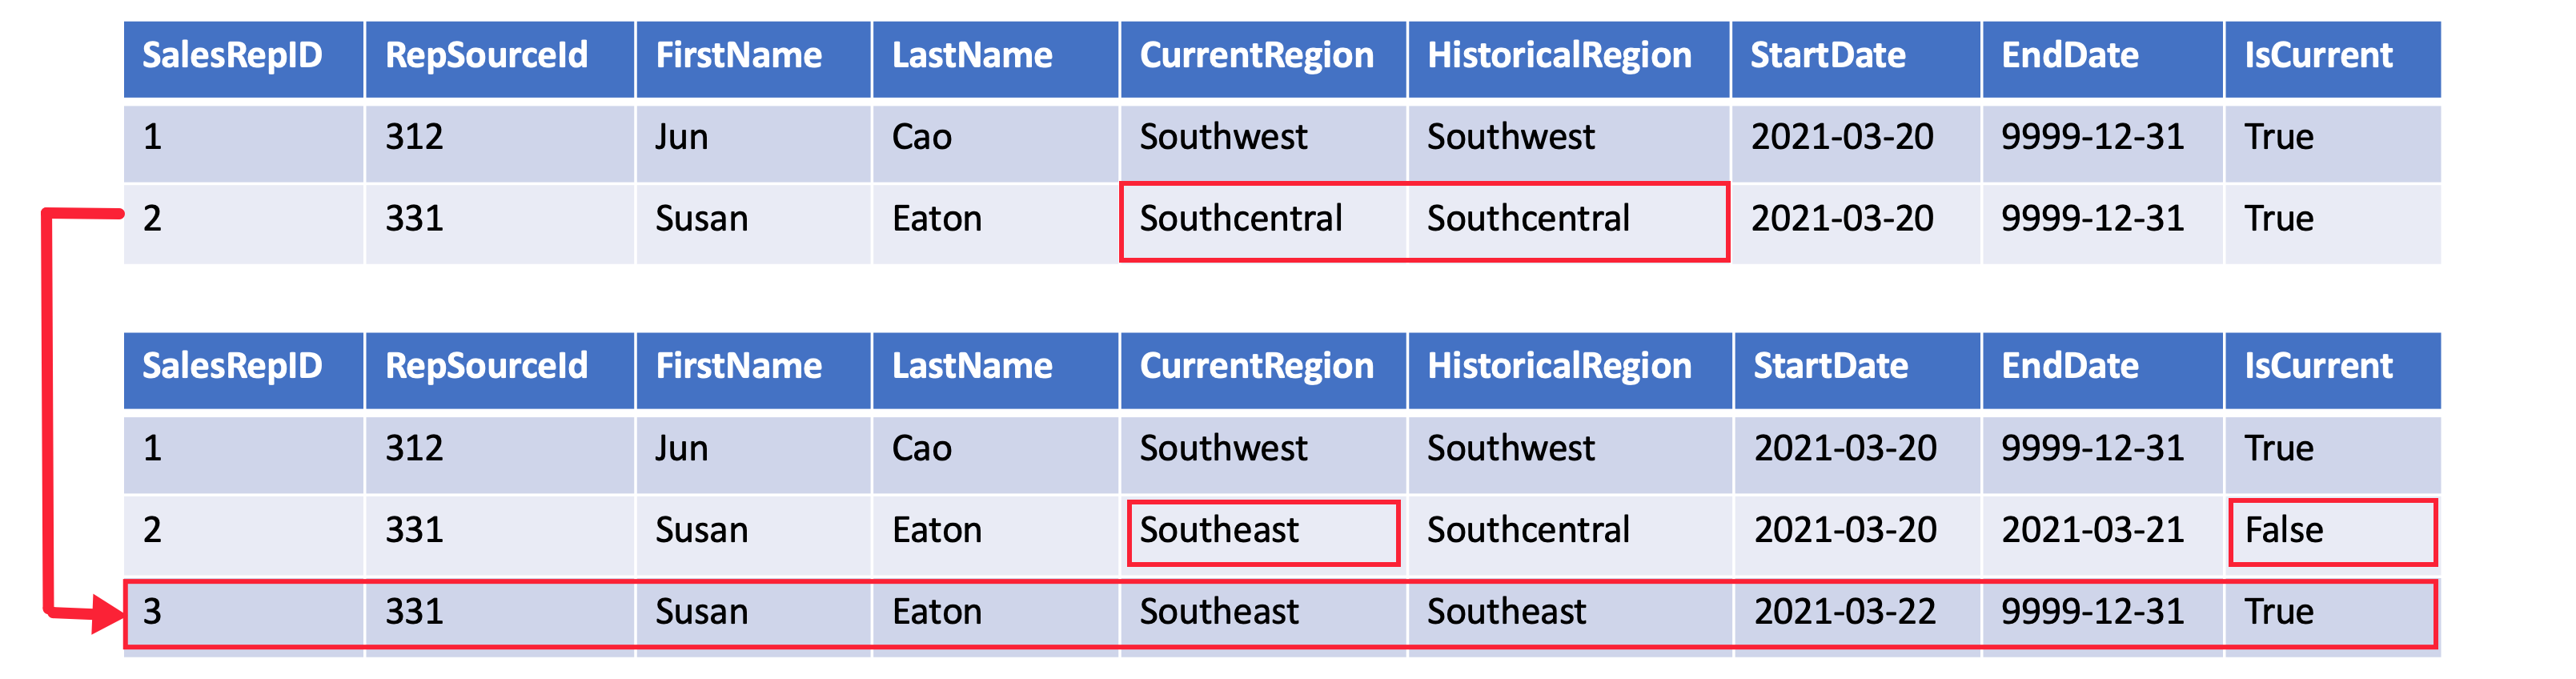 SalesRepID RepSourceId FirstName LastName CurrentRegion HistoricalRegion StartDate EndDate IsCurrent
1 312 Jun Cao Southwest Southwest 2021-03-20 9999-12-31 True
2 331 Susan Eaton Southcentral Southcentral 2021-03-20 9999-12-31 True
SalesRepID RepSourceId FirstName LastName CurrentRegion HistoricalRegion StartDate EndDate IsCurrent
1 312 Jun Cao Southwest Southwest 2021-03-20 9999-12-31 True
2 331 Susan Eaton Southeast Southcentral 2021-03-20 2021-03-21 False
3 331 Susan Eaton Southeast Southeast 2021-03-22 9999-12-31 True